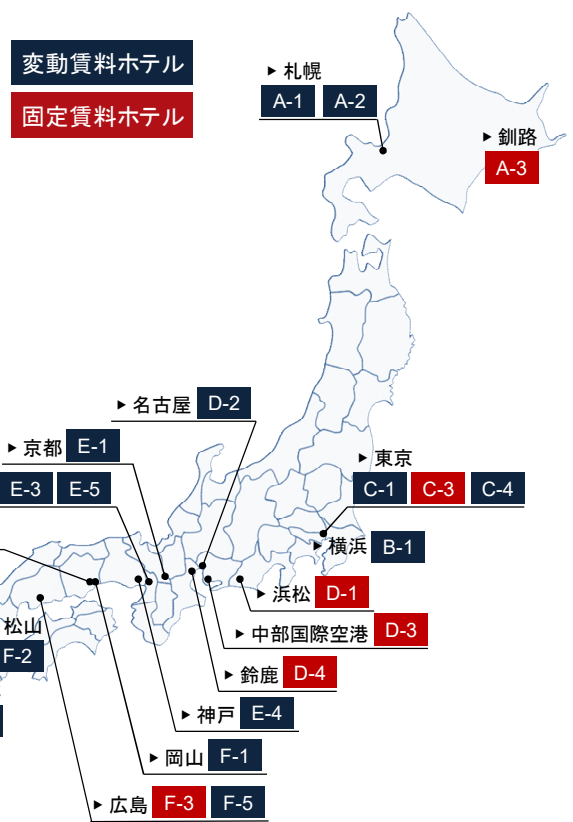 変動賃料ホテル
固定賃料ホテル
▶ 札幌
A-1 A-2
▶ 釧路
A-3
▶ 名古屋 D-2
▶ 京都 E-1
E-3 E-5
▶ 東京
C-1 C-3 C-4
▶ 横浜 B-1
▶ 浜松 D-1
松山
F-2
▶ 中部国際空港 D-3
▶ 鈴鹿 D-4
▶ 神戸 E-4
▶ 岡山 F-1
▶ 広島 F-3 F-5